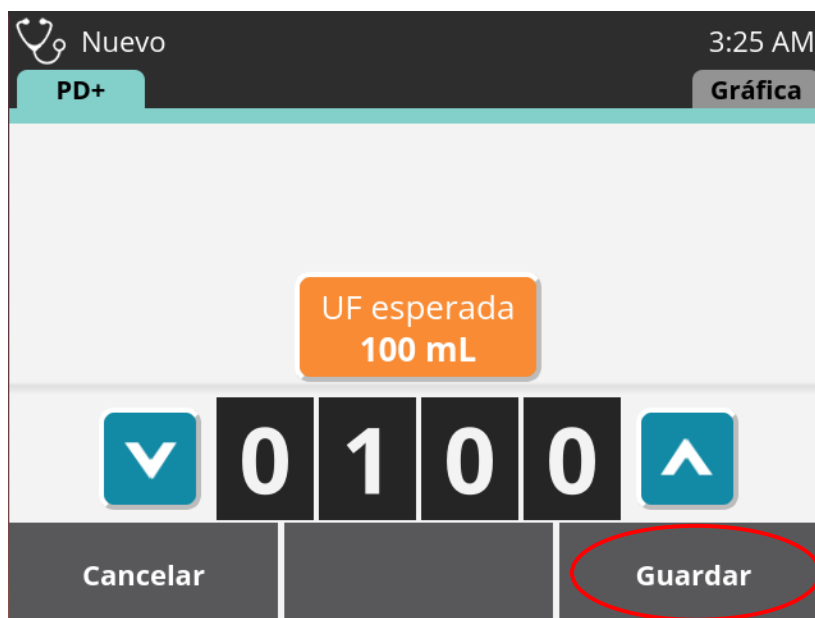 Nuevo
3:25 AM
PD+
Gráfica
UF esperada
100 mL
0 1 0 0
Cancelar
Guardar